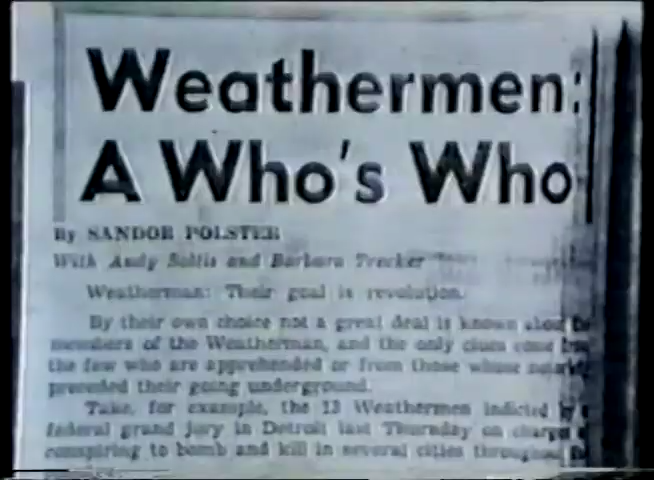 Weathermen:
A Who's Who
By SANDOR POLSTER
With Andy Soltis and Barbara Trecker
Weatherman: Their goal is revolution.
By their own choice not a great deal is known about
members of the Weatherman, and the only clues come
the few who are apprehended or from those whose
preceded their going underground.
Take, for example, the 13 Weathermen indicted by
federal grand jury in Detroit last Thursday on charges
conspiring to bomb and kill in several cities throughout